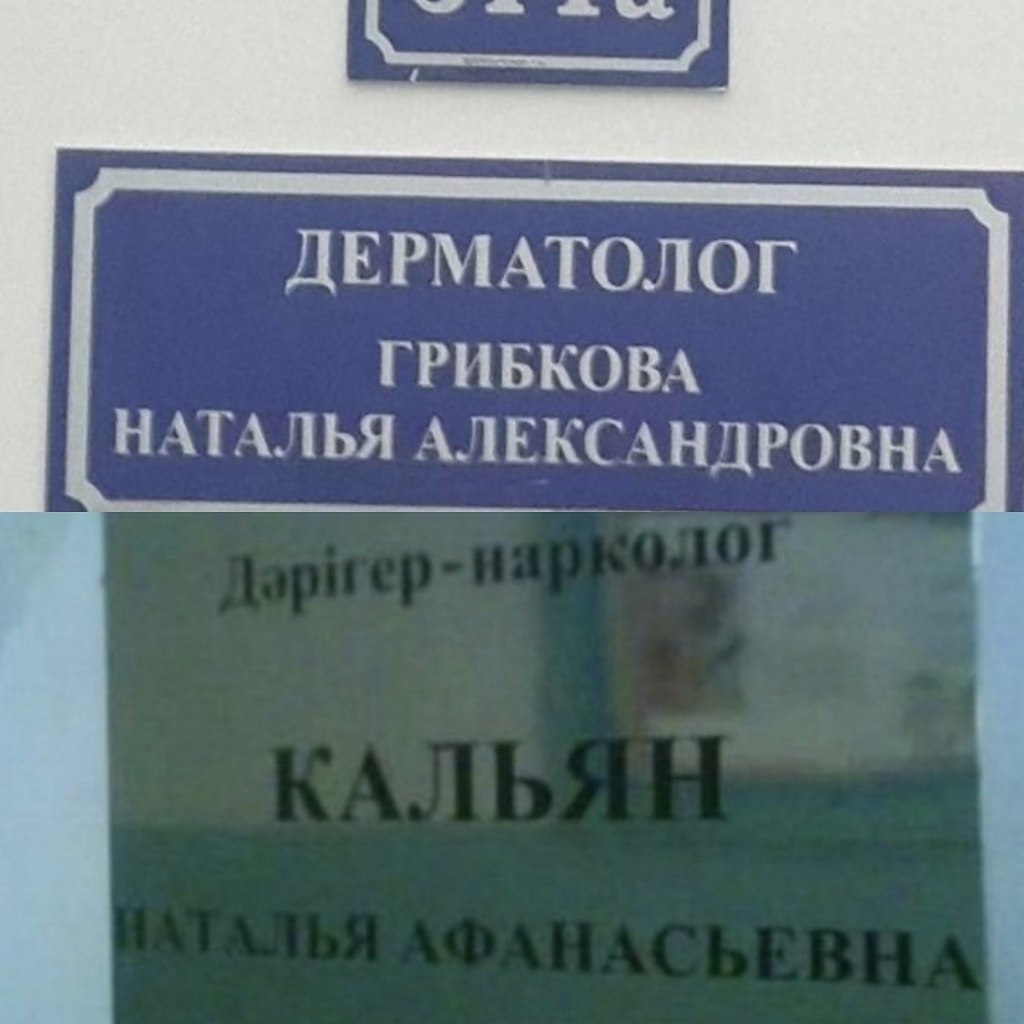 ДЕРМАТОЛОГ
ГРИБКОВА
НАТАЛЬЯ АЛЕКСАНДРОВНА
Дәрігер-нарколог
КАЛЬЯН
НАТАЛЬЯ АФАНАСЬЕВНА